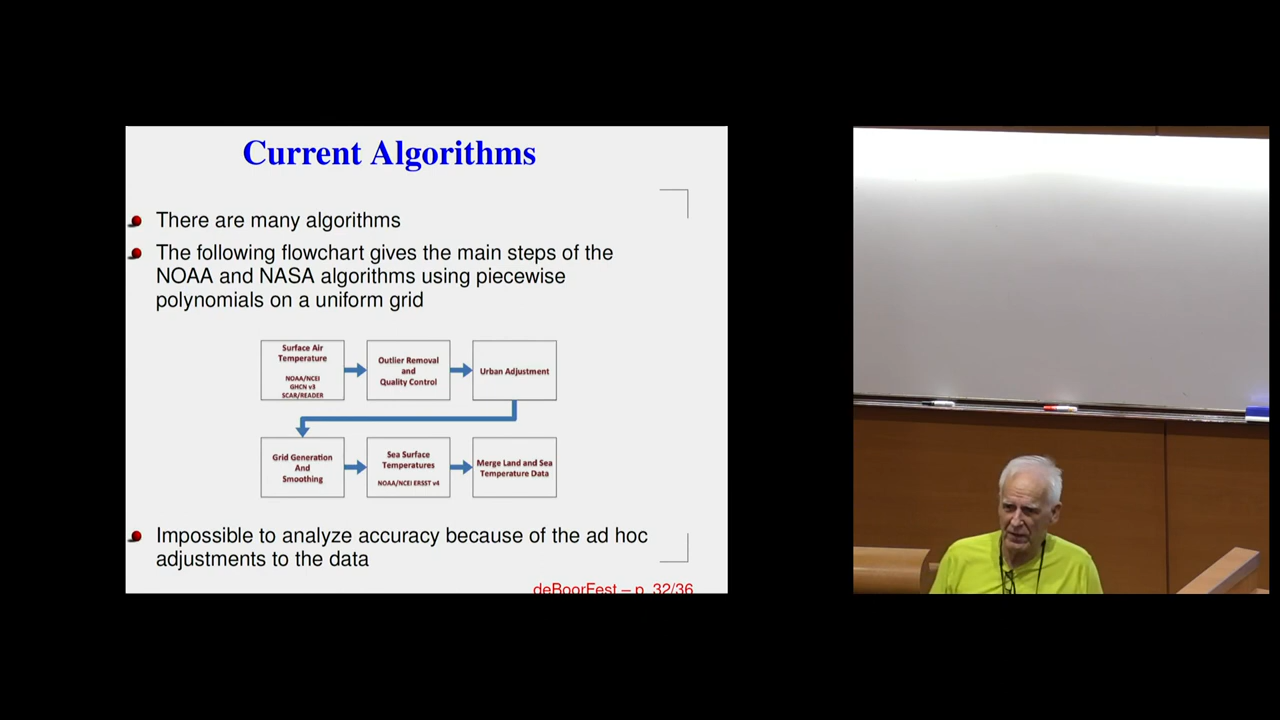 Current Algorithms
There are many algorithms
The following flowchart gives the main steps of the
NOAA and NASA algorithms using piecewise
polynomials on a uniform grid
Surface Air
Temperature
NOAA/NCEI
GHCN v3
SCAR/READER
Outlier Removal
and
Quality Control
Urban Adjustment
Grid Generation
And
Smoothing
Sea Surface
Temperatures
NOAA/NCEI ERSST v4
Merge Land and Sea
Temperature Data
Impossible to analyze accuracy because of the ad hoc
adjustments to the data
deBoorFest – p. 32/36